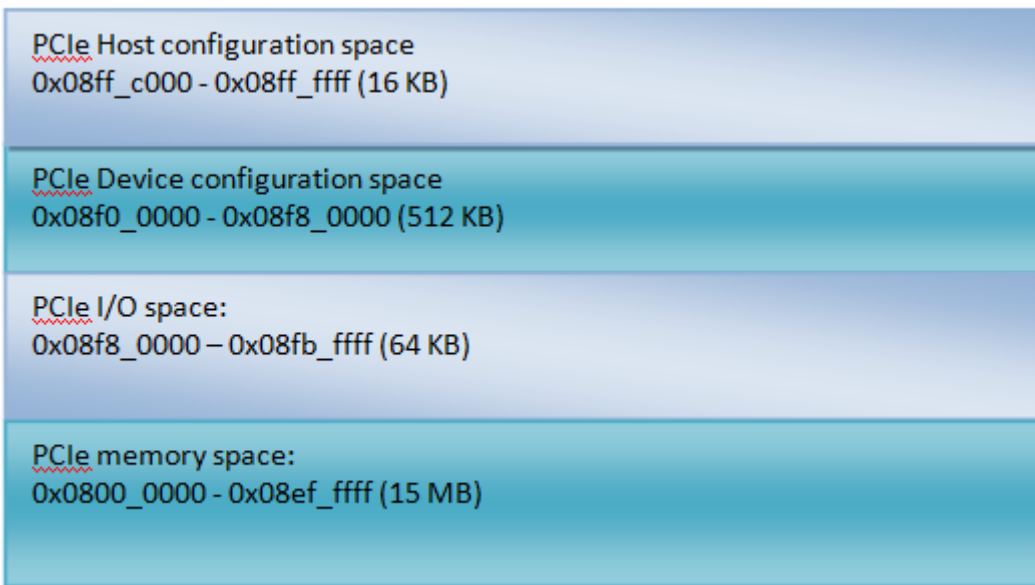 PCIe Host configuration space
0x08ff_c000 - 0x08ff_ffff (16 KB)
PCIe Device configuration space
0x08f0_0000 - 0x08f8_0000 (512 KB)
PCIe I/O space:
0x08f8_0000 – 0x08fb_ffff (64 KB)
PCIe memory space:
0x0800_0000 - 0x08ef_ffff (15 MB)